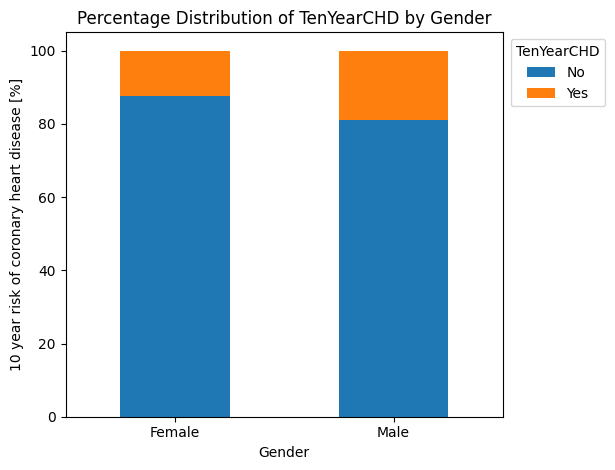 Percentage Distribution of TenYearCHD by Gender
10 year risk of coronary heart disease [%]
100
80
60
40
20
0
Female
Male
Gender
TenYearCHD
No
Yes